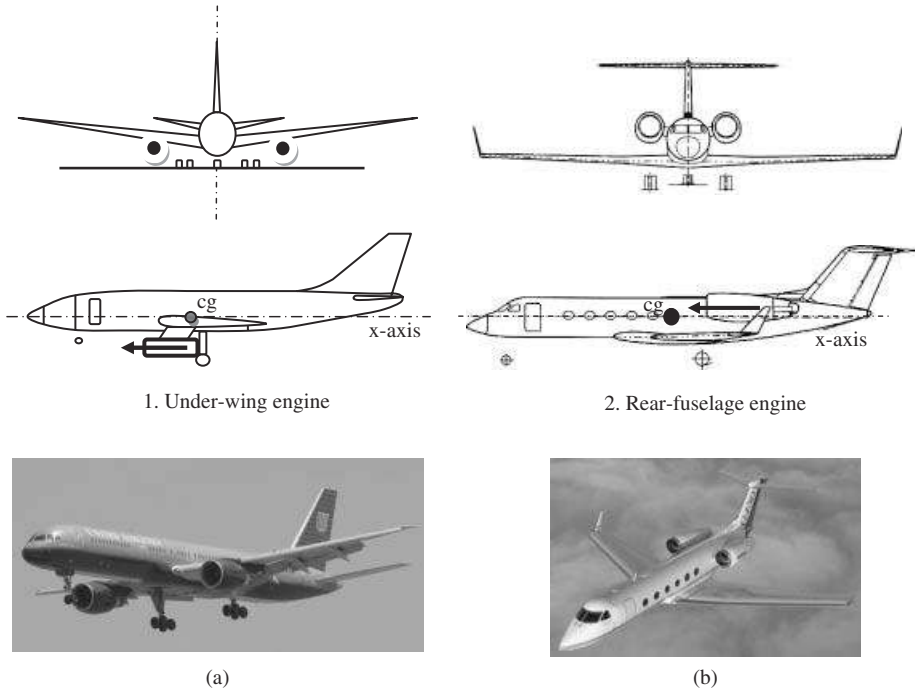 cg
x-axis
cg
x-axis
1. Under-wing engine
2. Rear-fuselage engine
(a)
(b)